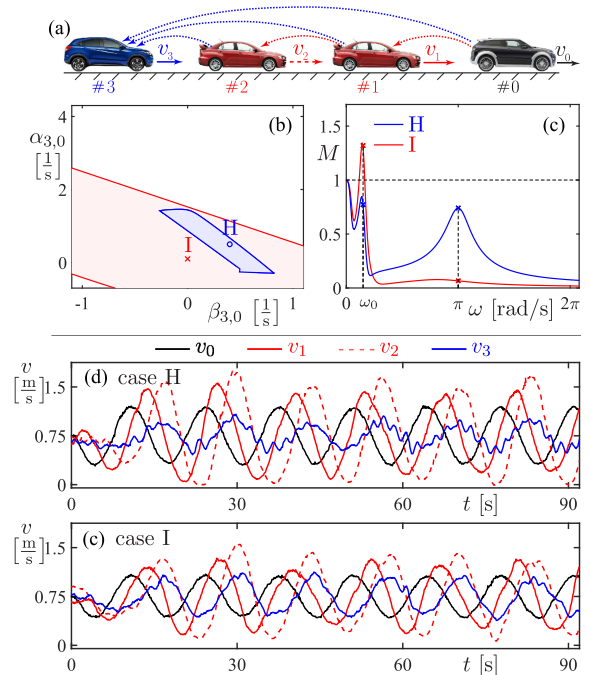 (a)
v₃ v₂ v₁ v₀
#3 #2 #1 #0
α₃,₀ [1/s]
(b)
4
2
0
H
I
-1 0 1
β₃,₀ [1/s]
(c)
M
H
I
1.5
1
0.5
0
0 ω₀ π ω [rad/s] 2π
v₀ v₁ v₂ v₃
v [m/s]
(d) case H
1.5
0.75
0
0 30 60 t [s] 90
v [m/s]
(c) case I
1.5
0.75
0
0 30 60 t [s] 90